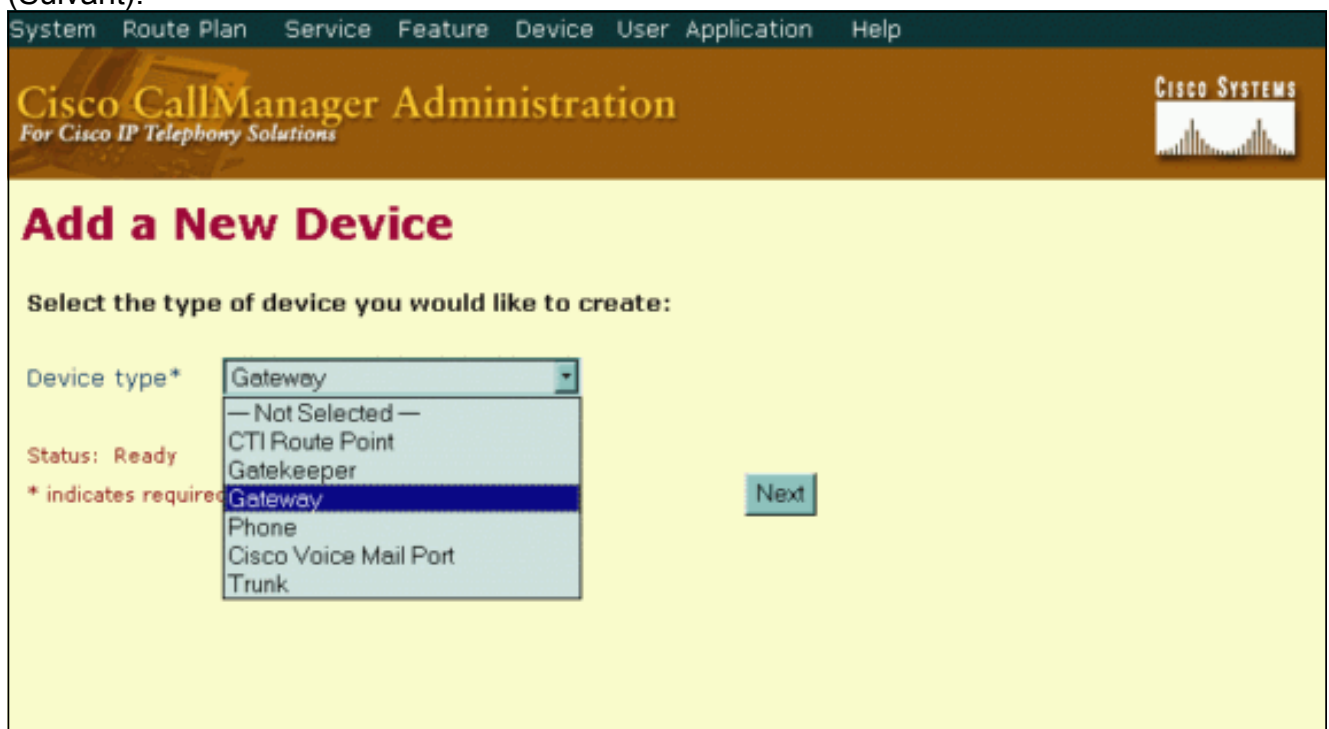 (Suivant).
System Route Plan Service Feature Device User Application Help
Cisco CallManager Administration
For Cisco IP Telephony Solutions
CISCO SYSTEMS
Add a New Device
Select the type of device you would like to create:
Device type* Gateway
— Not Selected —
CTI Route Point
Status: Ready
Gatekeeper
* indicates required
Gateway
Next
Phone
Cisco Voice Mail Port
Trunk